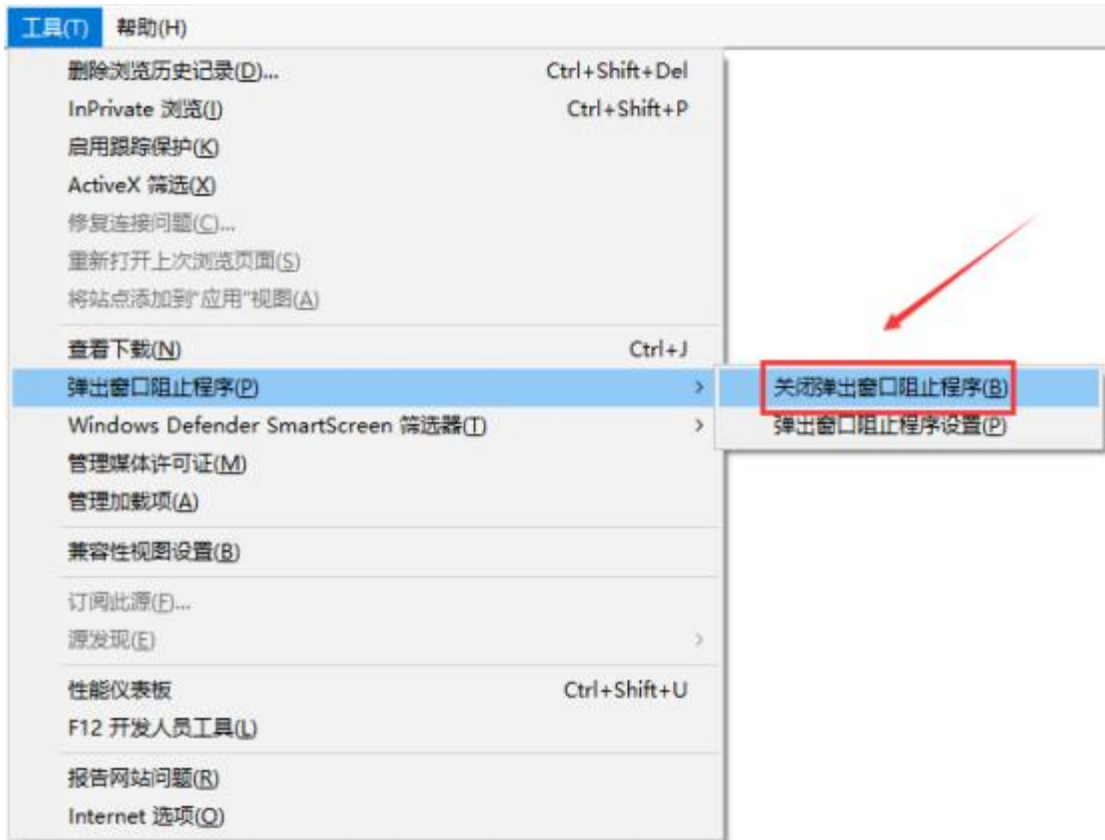 工具(T) 帮助(H)
删除浏览历史记录(D)... Ctrl+Shift+Del
InPrivate 浏览(I) Ctrl+Shift+P
启用跟踪保护(K)
ActiveX 筛选(X)
修复连接问题(C)...
重新打开上次浏览页面(S)
将站点添加到“应用”视图(A)
查看下载(N) Ctrl+J
弹出窗口阻止程序(P) >
关闭弹出窗口阻止程序(B)
Windows Defender SmartScreen 筛选器(T) >
弹出窗口阻止程序设置(P)
管理媒体许可证(M)
管理加载项(A)
兼容性视图设置(B)
订阅此源(F)...
源发现(E) >
性能仪表板 Ctrl+Shift+U
F12 开发人员工具(L)
报告网站问题(R)
Internet 选项(O)